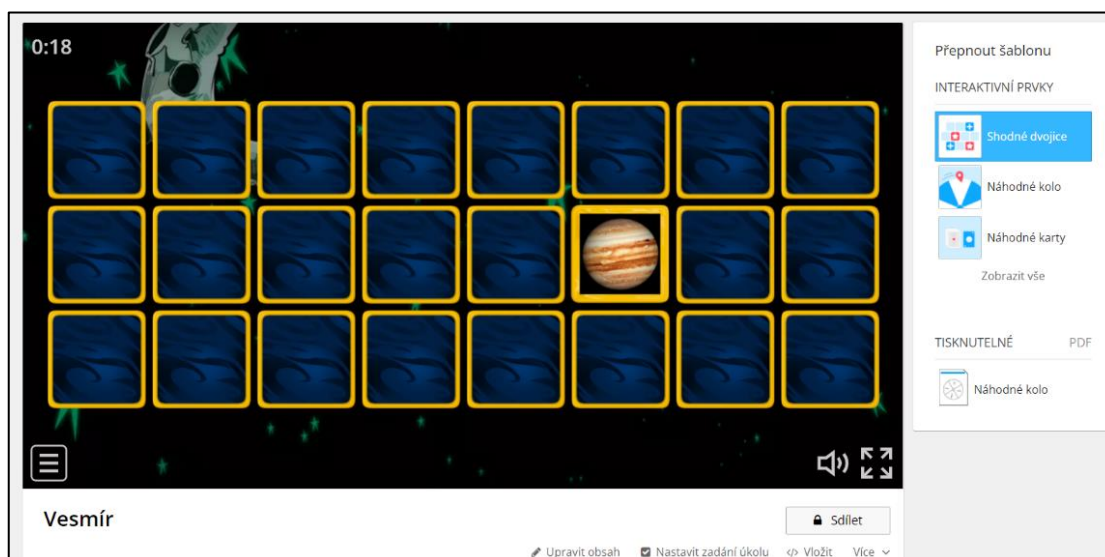 0:18
Přepnout šablonu
INTERAKTIVNÍ PRVKY
Shodné dvojice
Náhodné kolo
Náhodné karty
Zobrazit vše
TISKNUTELNÉ PDF
Náhodné kolo
Vesmír
Sdílet
Upravit obsah Nastavit zadání úkolu Vložit Více